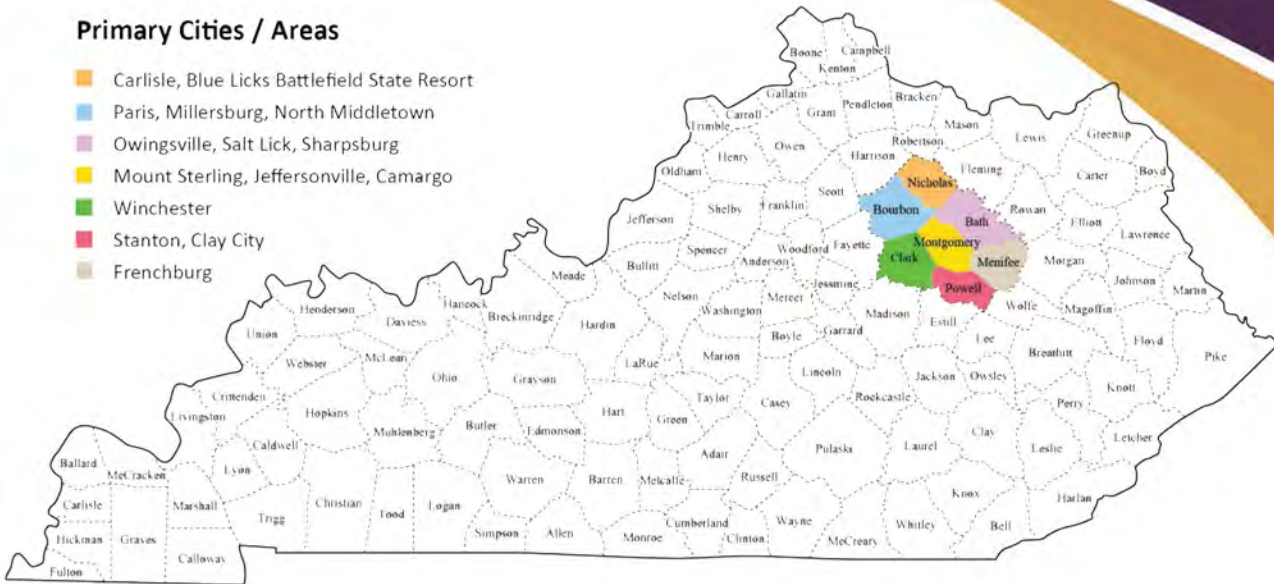 Primary Cities / Areas
Carlisle, Blue Licks Battlefield State Resort
Paris, Millersburg, North Middletown
Owingsville, Salt Lick, Sharpsburg
Mount Sterling, Jeffersonville, Camargo
Winchester
Stanton, Clay City
Frenchburg
Boone
Campbell
Kenton
Gallatin
Carroll
Trimble
Grant
Pendleton
Bracken
Mason
Lewis
Greenup
Robertson
Owen
Henry
Harrison
Fleming
Carter
Boyd
Oldham
Nicholas
Scott
Rowan
Elliott
Lawrence
Jefferson
Shelby
Franklin
Bourbon
Bath
Spencer
Anderson
Woodford
Fayette
Montgomery
Clark
Menifee
Morgan
Johnson
Martin
Bullitt
Meade
Jessmine
Powell
Wolfe
Magoffin
Hancock
Breckinridge
Nelson
Washington
Mercer
Madison
Estill
Henderson
Daviess
Hardin
Boyle
Garrard
Lee
Breathitt
Floyd
Pike
Union
Webster
McLean
Ohio
Grayson
LaRue
Marion
Lincoln
Jackson
Owsley
Knott
Crittenden
Livingston
Hopkins
Muhlenberg
Butler
Edmonson
Hart
Green
Taylor
Casey
Rockcastle
Perry
Letcher
Caldwell
Lyon
Adair
Pulaski
Laurel
Clay
Leslie
Ballard
McCracken
Warren
Barren
Metcalfe
Russell
Knox
Harlan
Carlisle
Marshall
Trigg
Christian
Todd
Logan
Simpson
Allen
Monroe
Cumberland
Clinton
Wayne
McCreary
Whitley
Bell
Hickman
Graves
Calloway
Fulton